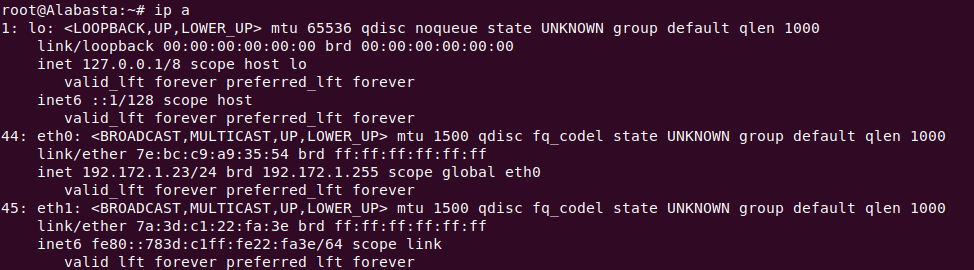 root@Alabasta:~# ip a
1: lo: <LOOPBACK,UP,LOWER_UP> mtu 65536 qdisc noqueue state UNKNOWN group default qlen 1000
link/loopback 00:00:00:00:00:00 brd 00:00:00:00:00:00
inet 127.0.0.1/8 scope host lo
valid_lft forever preferred_lft forever
inet6 ::1/128 scope host
valid_lft forever preferred_lft forever
44: eth0: <BROADCAST,MULTICAST,UP,LOWER_UP> mtu 1500 qdisc fq_codel state UNKNOWN group default qlen 1000
link/ether 7e:bc:c9:a9:35:54 brd ff:ff:ff:ff:ff:ff
inet 192.172.1.23/24 brd 192.172.1.255 scope global eth0
valid_lft forever preferred_lft forever
45: eth1: <BROADCAST,MULTICAST,UP,LOWER_UP> mtu 1500 qdisc fq_codel state UNKNOWN group default qlen 1000
link/ether 7a:3d:c1:22:fa:3e brd ff:ff:ff:ff:ff:ff
inet6 fe80::783d:c1ff:fe22:fa3e/64 scope link
valid_lft forever preferred_lft forever